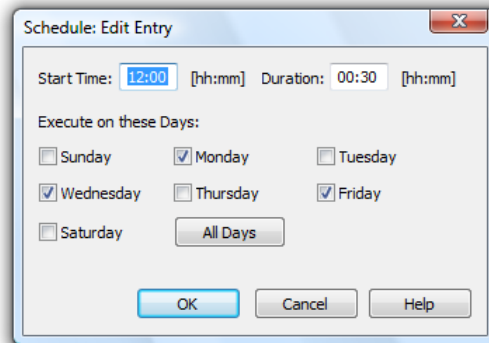 Schedule: Edit Entry
Start Time: 12:00 [hh:mm] Duration: 00:30 [hh:mm]
Execute on these Days:
Sunday Monday Tuesday
Wednesday Thursday Friday
Saturday All Days
OK Cancel Help